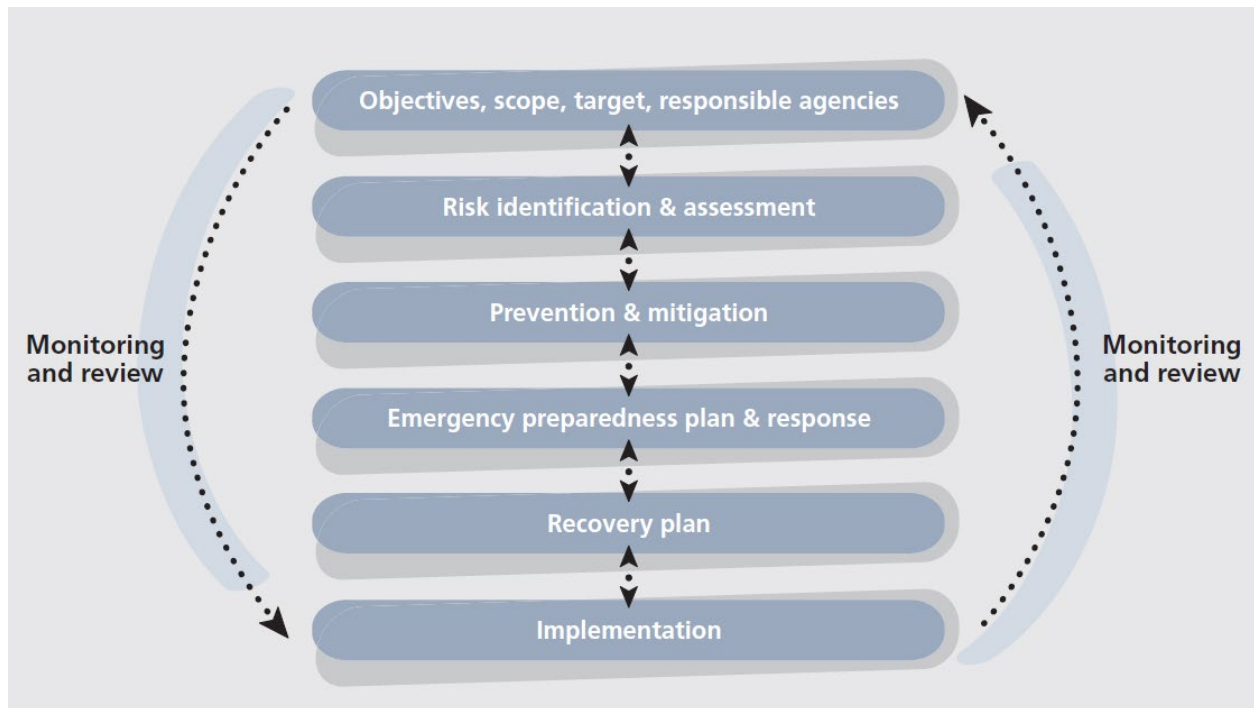 Objectives, scope, target, responsible agencies
Risk identification & assessment
Prevention & mitigation
Monitoring
and review
Monitoring
and review
Emergency preparedness plan & response
Recovery plan
Implementation